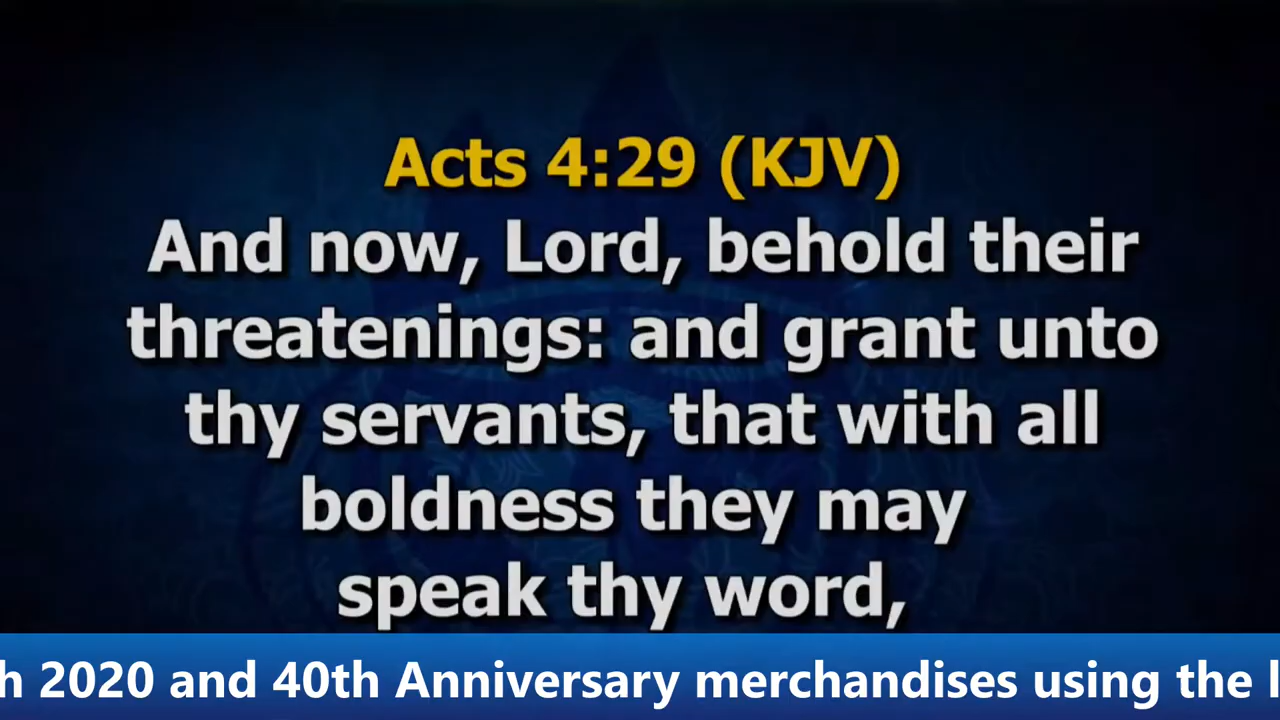 Acts 4:29 (KJV)
And now, Lord, behold their
threatenings: and grant unto
thy servants, that with all
boldness they may
speak thy word,
2020 and 40th Anniversary merchandises using the